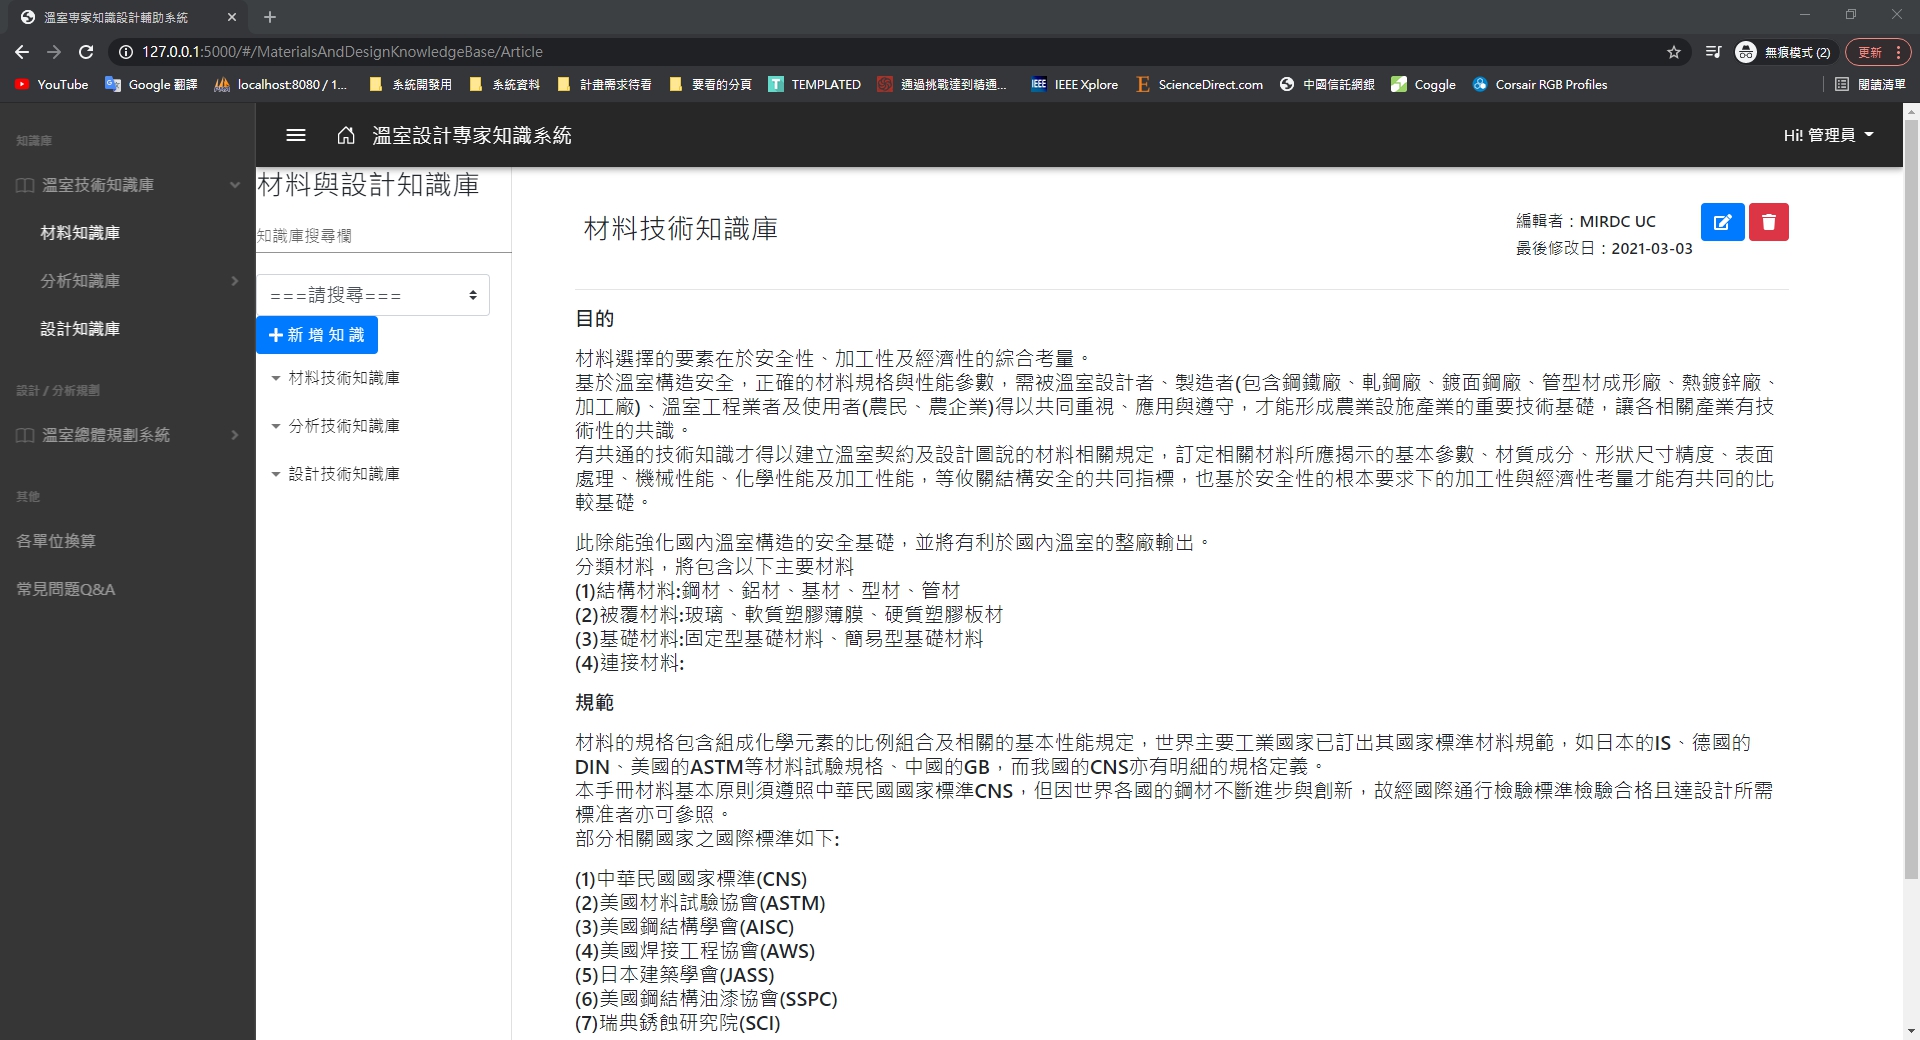 溫室專家知識設計輔助系統
127.0.0.1:5000/#/MaterialsAndDesignKnowledgeBase/Article
無痕模式 (2)
更新
YouTube
Google 翻譯
localhost:8080 / 1...
系統開發用
系統資料
計畫需求待看
要看的分頁
TEMPLATED
通過挑戰達到精通...
IEEE Xplore
ScienceDirect.com
中國信託網銀
Coggle
Corsair RGB Profiles
閱讀清單
溫室設計專家知識系統
Hi! 管理員
知識庫
溫室技術知識庫
材料知識庫
分析知識庫
設計知識庫
設計 / 分析規劃
溫室總體規劃系統
其他
各單位換算
常見問題Q&A
材料與設計知識庫
知識庫搜尋欄
===請搜尋===
新增知識
材料技術知識庫
分析技術知識庫
設計技術知識庫
材料技術知識庫
編輯者：MIRDC UC
最後修改日：2021-03-03
目的
材料選擇的要素在於安全性、加工性及經濟性的綜合考量。
基於溫室構造安全，正確的材料規格與性能參數，需被溫室設計者、製造者(包含鋼鐵廠、軋鋼廠、鍍面鋼廠、管型材成形廠、熱鍍鋅廠、
加工廠)、溫室工程業者及使用者(農民、農企業)得以共同重視、應用與遵守，才能形成農業設施產業的重要技術基礎，讓各相關產業有技
術性的共識。
有共通的技術知識才得以建立溫室契約及設計圖說的材料相關規定，訂定相關材料所應揭示的基本參數、材質成分、形狀尺寸精度、表面
處理、機械性能、化學性能及加工性能，等攸關結構安全的共同指標，也基於安全性的根本要求下的加工性與經濟性考量才能有共同的比
較基礎。
此除能強化國內溫室構造的安全基礎，並將有利於國內溫室的整廠輸出。
分類材料，將包含以下主要材料
(1)結構材料:鋼材、鋁材、基材、型材、管材
(2)被覆材料:玻璃、軟質塑膠薄膜、硬質塑膠板材
(3)基礎材料:固定型基礎材料、簡易型基礎材料
(4)連接材料:
規範
材料的規格包含組成化學元素的比例組合及相關的基本性能規定，世界主要工業國家已訂出其國家標準材料規範，如日本的IS、德國的
DIN、美國的ASTM等材料試驗規格、中國的GB，而我國的CNS亦有明細的規格定義。
本手冊材料基本原則須遵照中華民國國家標準CNS，但因世界各國的鋼材不斷進步與創新，故經國際通行檢驗標準檢驗合格且達設計所需
標准者亦可參照。
部分相關國家之國際標準如下:
(1)中華民國國家標準(CNS)
(2)美國材料試驗協會(ASTM)
(3)美國鋼結構學會(AISC)
(4)美國焊接工程協會(AWS)
(5)日本建築學會(JASS)
(6)美國鋼結構油漆協會(SSPC)
(7)瑞典銹蝕研究院(SCI)